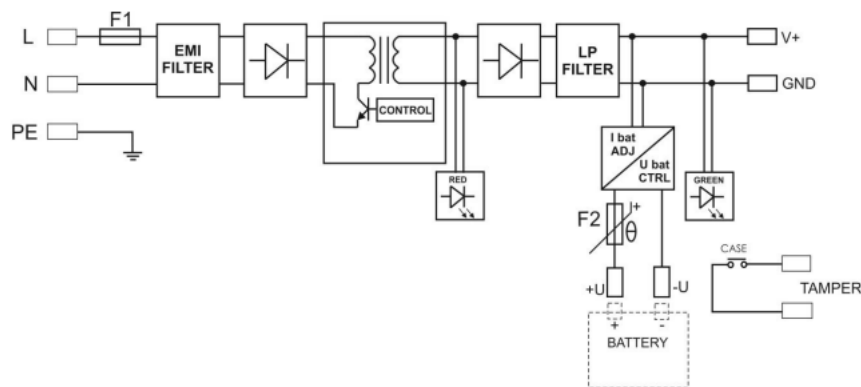 F1
L
EMI
FILTER
LP
FILTER
V+
N
CONTROL
GND
PE
I bat
ADJ
U bat
CTRL
RED
GREEN
F2
I+
θ
CASE
+U
-U
TAMPER
+
-
BATTERY